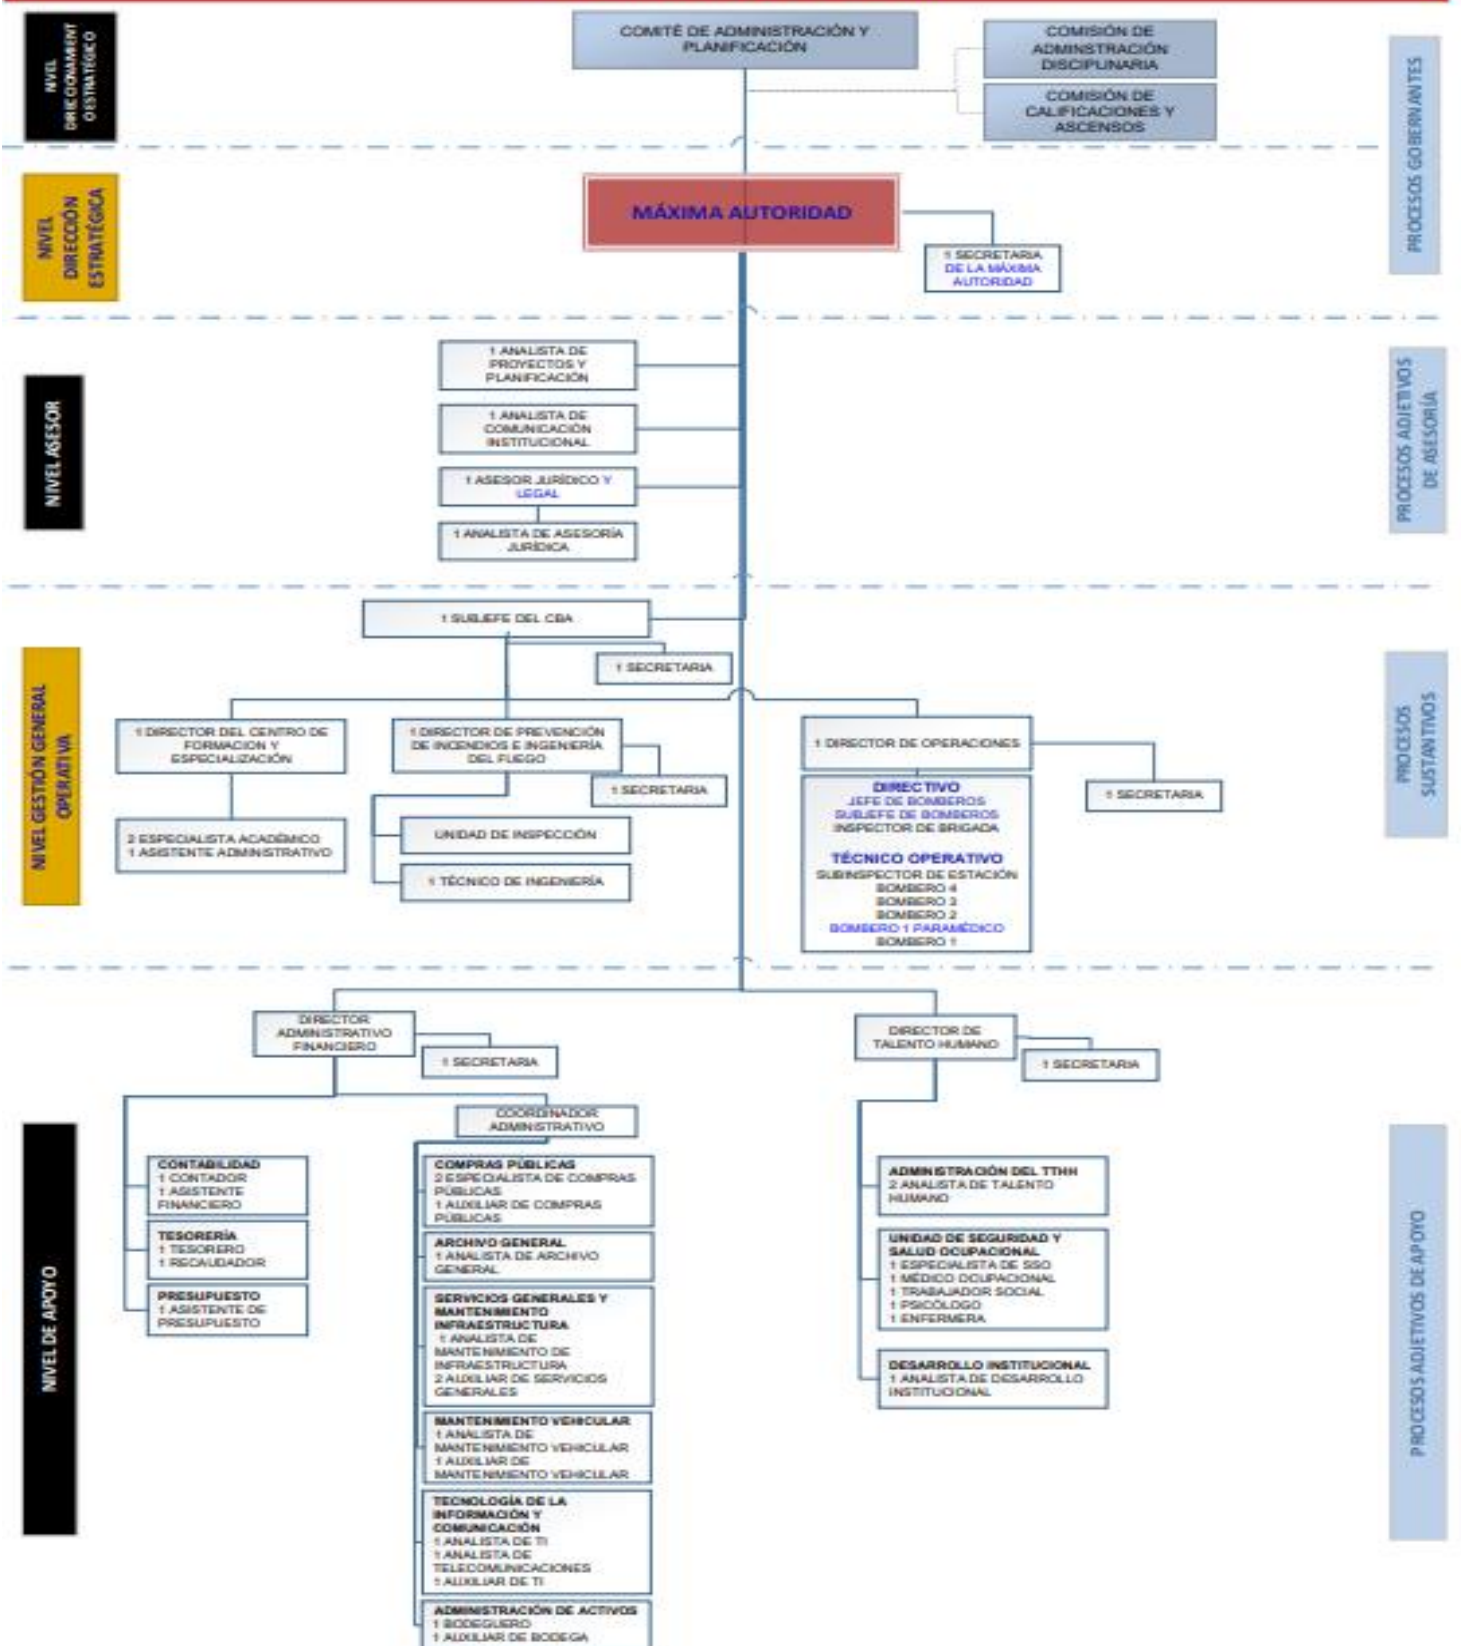 NIVEL
DIRECCIONAMIENT
O ESTRATÉGICO
COMITÉ DE ADMINISTRACIÓN Y
PLANIFICACIÓN
COMISIÓN DE
ADMINSTRACIÓN
DISCIPLINARIA
COMISIÓN DE
CALIFICACIONES Y
ASCENSOS
PROCESOS GOBERNANTES
NIVEL
DIRECCIÓN
ESTRATÉGICA
MÁXIMA AUTORIDAD
1 SECRETARIA
DE LA MÁXIMA
AUTORIDAD
NIVEL ASESOR
1 ANALISTA DE
PROYECTOS Y
PLANIFICACIÓN
1 ANALISTA DE
COMUNICACIÓN
INSTITUCIONAL
1 ASESOR JURÍDICO Y
LEGAL
1 ANALISTA DE ASESORÍA
JURÍDICA
PROCESOS ADJETIVOS
DE ASESORÍA
NIVEL GESTIÓN GENERAL
OPERATIVA
1 SUBJEFE DEL CBA
1 SECRETARIA
1 DIRECTOR DEL CENTRO DE
FORMACION Y
ESPECIALIZACIÓN
2 ESPECIALISTA ACADÉMICO
1 ASISTENTE ADMINISTRATIVO
1 DIRECTOR DE PREVENCIÓN
DE INCENDIOS E INGENIERÍA
DEL FUEGO
1 SECRETARIA
UNIDAD DE INSPECCIÓN
1 TÉCNICO DE INGENIERÍA
1 DIRECTOR DE OPERACIONES
1 SECRETARIA
DIRECTIVO
JEFE DE BOMBEROS
SUBJEFE DE BOMBEROS
INSPECTOR DE BRIGADA
TÉCNICO OPERATIVO
SUBINSPECTOR DE ESTACIÓN
BOMBERO 4
BOMBERO 3
BOMBERO 2
BOMBERO 1 PARAMÉDICO
BOMBERO 1
PROCESOS
SUSTANTIVOS
NIVEL DE APOYO
DIRECTOR
ADMINISTRATIVO
FINANCIERO
1 SECRETARIA
CONTABILIDAD
1 CONTADOR
1 ASISTENTE
FINANCIERO
TESORERÍA
1 TESORERO
1 RECAUDADOR
PRESUPUESTO
1 ASISTENTE DE
PRESUPUESTO
COORDINADOR
ADMINISTRATIVO
COMPRAS PÚBLICAS
2 ESPECIALISTA DE COMPRAS
PÚBLICAS
1 AUXILIAR DE COMPRAS
PÚBLICAS
ARCHIVO GENERAL
1 ANALISTA DE ARCHIVO
GENERAL
SERVICIOS GENERALES Y
MANTENIMIENTO
INFRAESTRUCTURA
1 ANALISTA DE
MANTENIMIENTO DE
INFRAESTRUCTURA
2 AUXILIAR DE SERVICIOS
GENERALES
MANTENIMIENTO VEHICULAR
1 ANALISTA DE
MANTENIMIENTO VEHICULAR
1 AUXILIAR DE
MANTENIMIENTO VEHICULAR
TECNOLOGÍA DE LA
INFORMACIÓN Y
COMUNICACIÓN
1 ANALISTA DE TI
1 ANALISTA DE
TELECOMUNICACIONES
1 AUXILIAR DE TI
ADMINISTRACIÓN DE ACTIVOS
1 BODEGUERO
1 AUXILIAR DE BODEGA
DIRECTOR DE
TALENTO HUMANO
1 SECRETARIA
ADMINISTRACIÓN DEL TTHH
2 ANALISTA DE TALENTO
HUMANO
UNIDAD DE SEGURIDAD Y
SALUD OCUPACIONAL
1 ESPECIALISTA DE SSO
1 MÉDICO OCUPACIONAL
1 TRABAJADOR SOCIAL
1 PSICÓLOGO
1 ENFERMERA
DESARROLLO INSTITUCIONAL
1 ANALISTA DE DESARROLLO
INSTITUCIONAL
PROCESOS ADJETIVOS DE APOYO